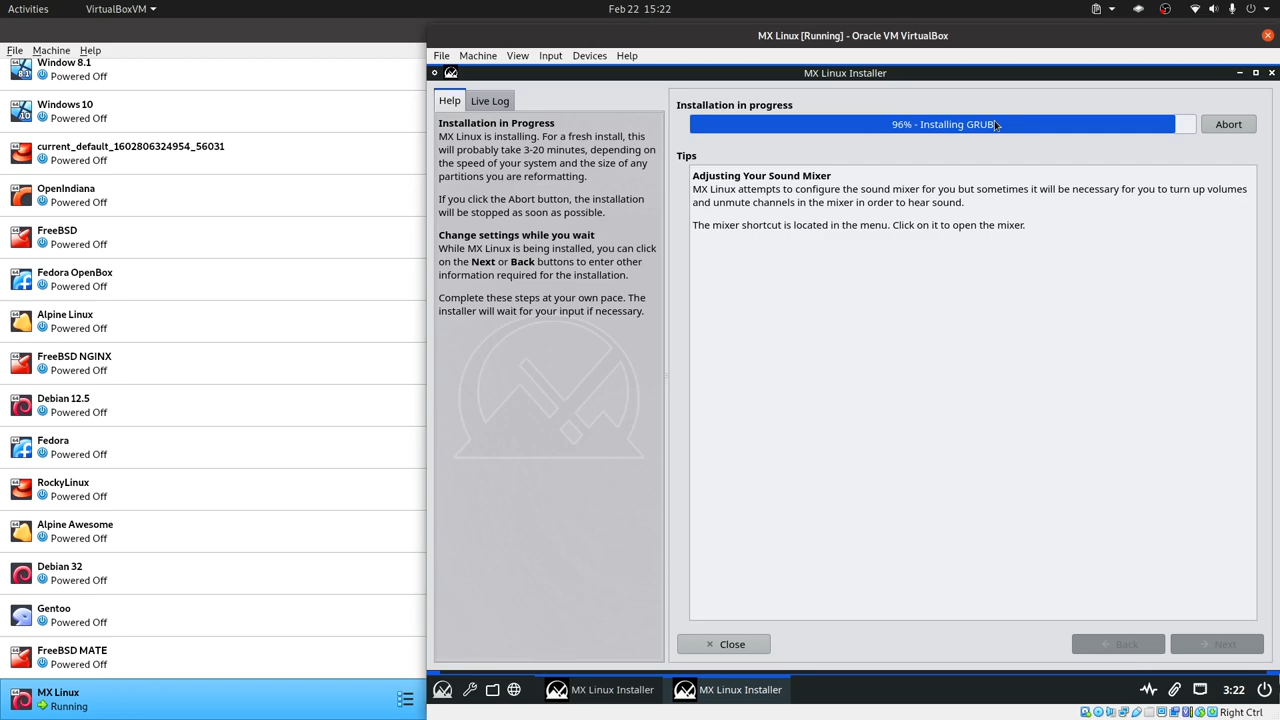 Activities
VirtualBoxVM
Feb 22 15:22
File Machine Help
Window 8.1
Powered Off
Windows 10
Powered Off
current_default_1602806324954_56031
Powered Off
OpenIndiana
Powered Off
FreeBSD
Powered Off
Fedora OpenBox
Powered Off
Alpine Linux
Powered Off
FreeBSD NGINX
Powered Off
Debian 12.5
Powered Off
Fedora
Powered Off
RockyLinux
Powered Off
Alpine Awesome
Powered Off
Debian 32
Powered Off
Gentoo
Powered Off
FreeBSD MATE
Powered Off
MX Linux
Running
MX Linux [Running] - Oracle VM VirtualBox
File Machine View Input Devices Help
MX Linux Installer
Help Live Log
Installation in Progress
MX Linux is installing. For a fresh install, this
will probably take 3-20 minutes, depending on
the speed of your system and the size of any
partitions you are reformatting.
If you click the Abort button, the installation
will be stopped as soon as possible.
Change settings while you wait
While MX Linux is being installed, you can click
on the Next or Back buttons to enter other
information required for the installation.
Complete these steps at your own pace. The
installer will wait for your input if necessary.
Installation in progress
96% - Installing GRUB
Abort
Tips
Adjusting Your Sound Mixer
MX Linux attempts to configure the sound mixer for you but sometimes it will be necessary for you to turn up volumes
and unmute channels in the mixer in order to hear sound.
The mixer shortcut is located in the menu. Click on it to open the mixer.
Close
Back
Next
MX Linux Installer
MX Linux Installer
3:22
Right Ctrl